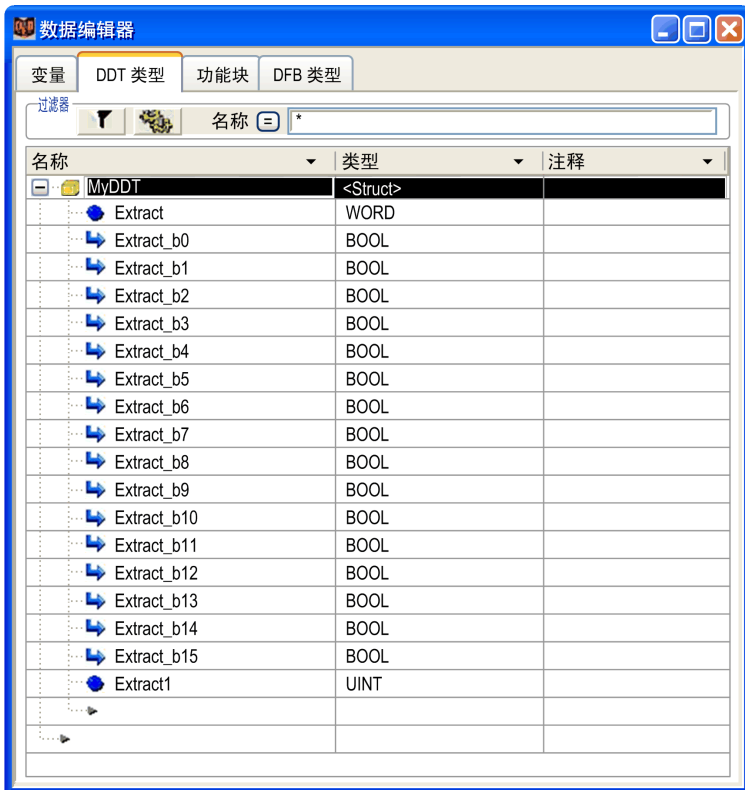 数据编辑器
变量 DDT 类型 功能块 DFB 类型
过滤器
名称 = *
名称 类型 注释
MyDDT <Struct>
Extract WORD
Extract_b0 BOOL
Extract_b1 BOOL
Extract_b2 BOOL
Extract_b3 BOOL
Extract_b4 BOOL
Extract_b5 BOOL
Extract_b6 BOOL
Extract_b7 BOOL
Extract_b8 BOOL
Extract_b9 BOOL
Extract_b10 BOOL
Extract_b11 BOOL
Extract_b12 BOOL
Extract_b13 BOOL
Extract_b14 BOOL
Extract_b15 BOOL
Extract1 UINT